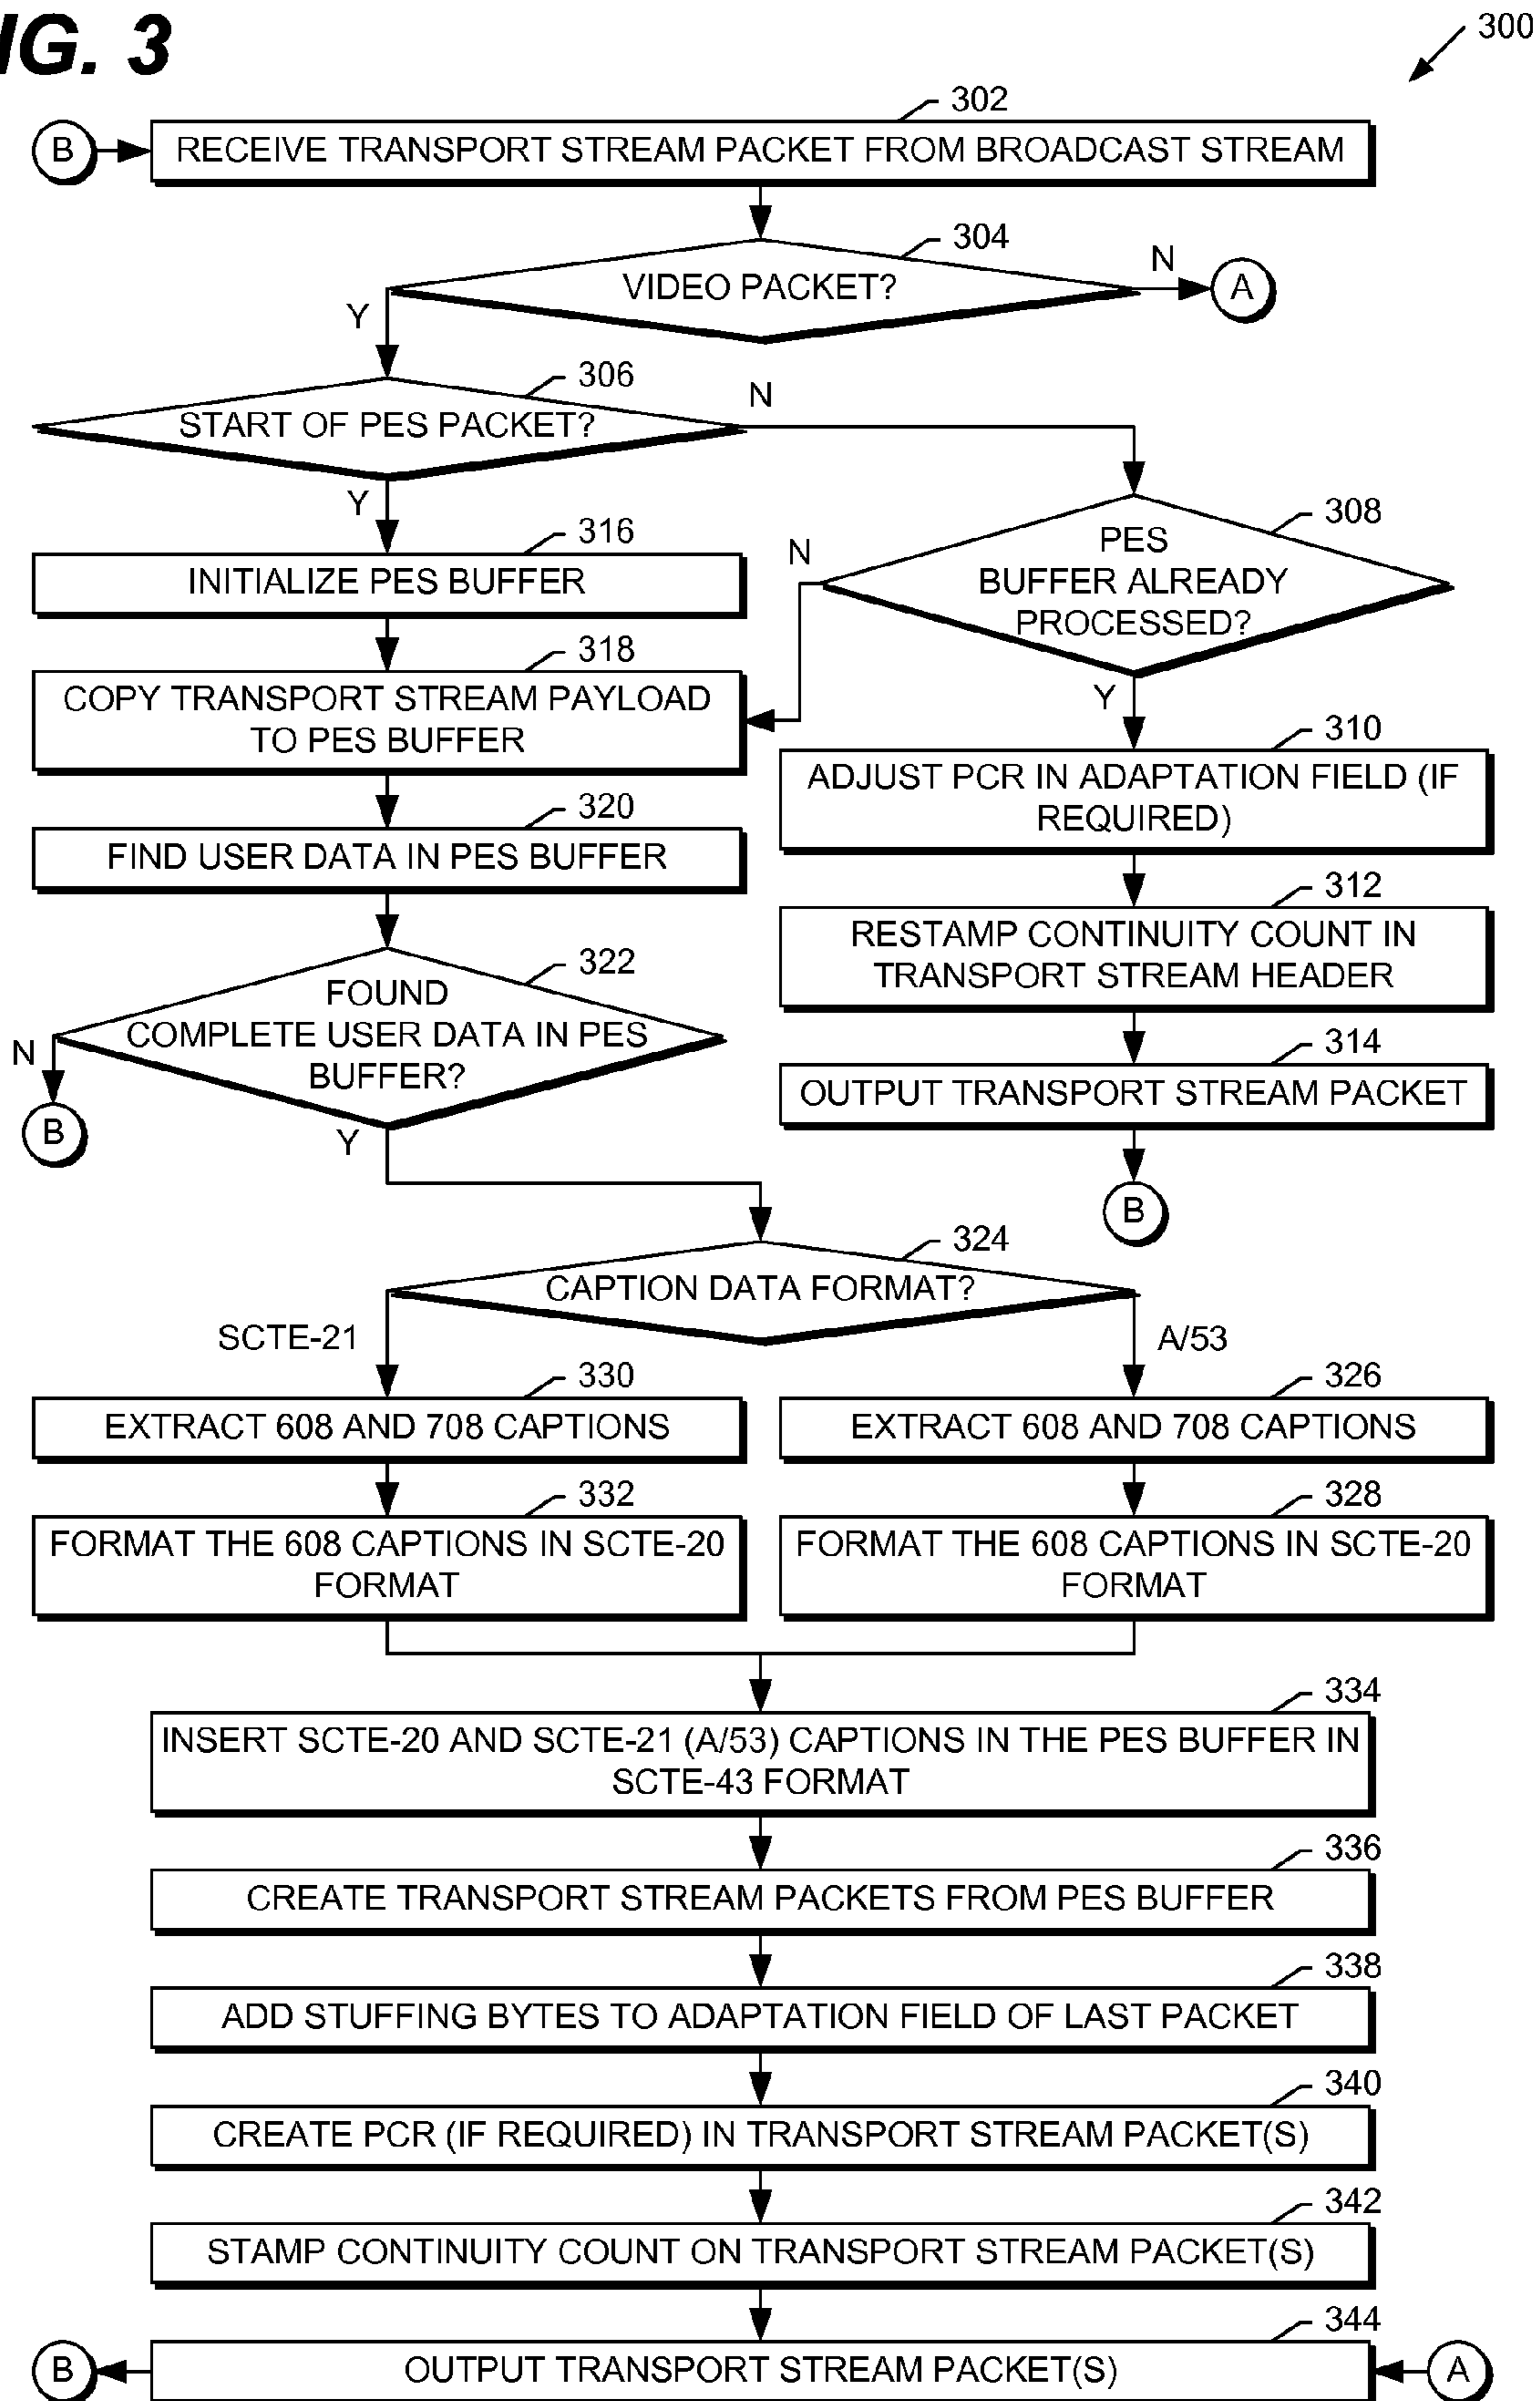 IG. 3
300
302
B
RECEIVE TRANSPORT STREAM PACKET FROM BROADCAST STREAM
304
VIDEO PACKET?
N
A
Y
306
START OF PES PACKET?
N
Y
308
PES
BUFFER ALREADY
PROCESSED?
N
Y
316
INITIALIZE PES BUFFER
318
COPY TRANSPORT STREAM PAYLOAD
TO PES BUFFER
310
ADJUST PCR IN ADAPTATION FIELD (IF
REQUIRED)
320
FIND USER DATA IN PES BUFFER
312
RESTAMP CONTINUITY COUNT IN
TRANSPORT STREAM HEADER
322
FOUND
COMPLETE USER DATA IN PES
BUFFER?
N
B
Y
314
OUTPUT TRANSPORT STREAM PACKET
B
324
CAPTION DATA FORMAT?
SCTE-21
A/53
330
EXTRACT 608 AND 708 CAPTIONS
326
EXTRACT 608 AND 708 CAPTIONS
332
FORMAT THE 608 CAPTIONS IN SCTE-20
FORMAT
328
FORMAT THE 608 CAPTIONS IN SCTE-20
FORMAT
334
INSERT SCTE-20 AND SCTE-21 (A/53) CAPTIONS IN THE PES BUFFER IN
SCTE-43 FORMAT
336
CREATE TRANSPORT STREAM PACKETS FROM PES BUFFER
338
ADD STUFFING BYTES TO ADAPTATION FIELD OF LAST PACKET
340
CREATE PCR (IF REQUIRED) IN TRANSPORT STREAM PACKET(S)
342
STAMP CONTINUITY COUNT ON TRANSPORT STREAM PACKET(S)
344
B
OUTPUT TRANSPORT STREAM PACKET(S)
A